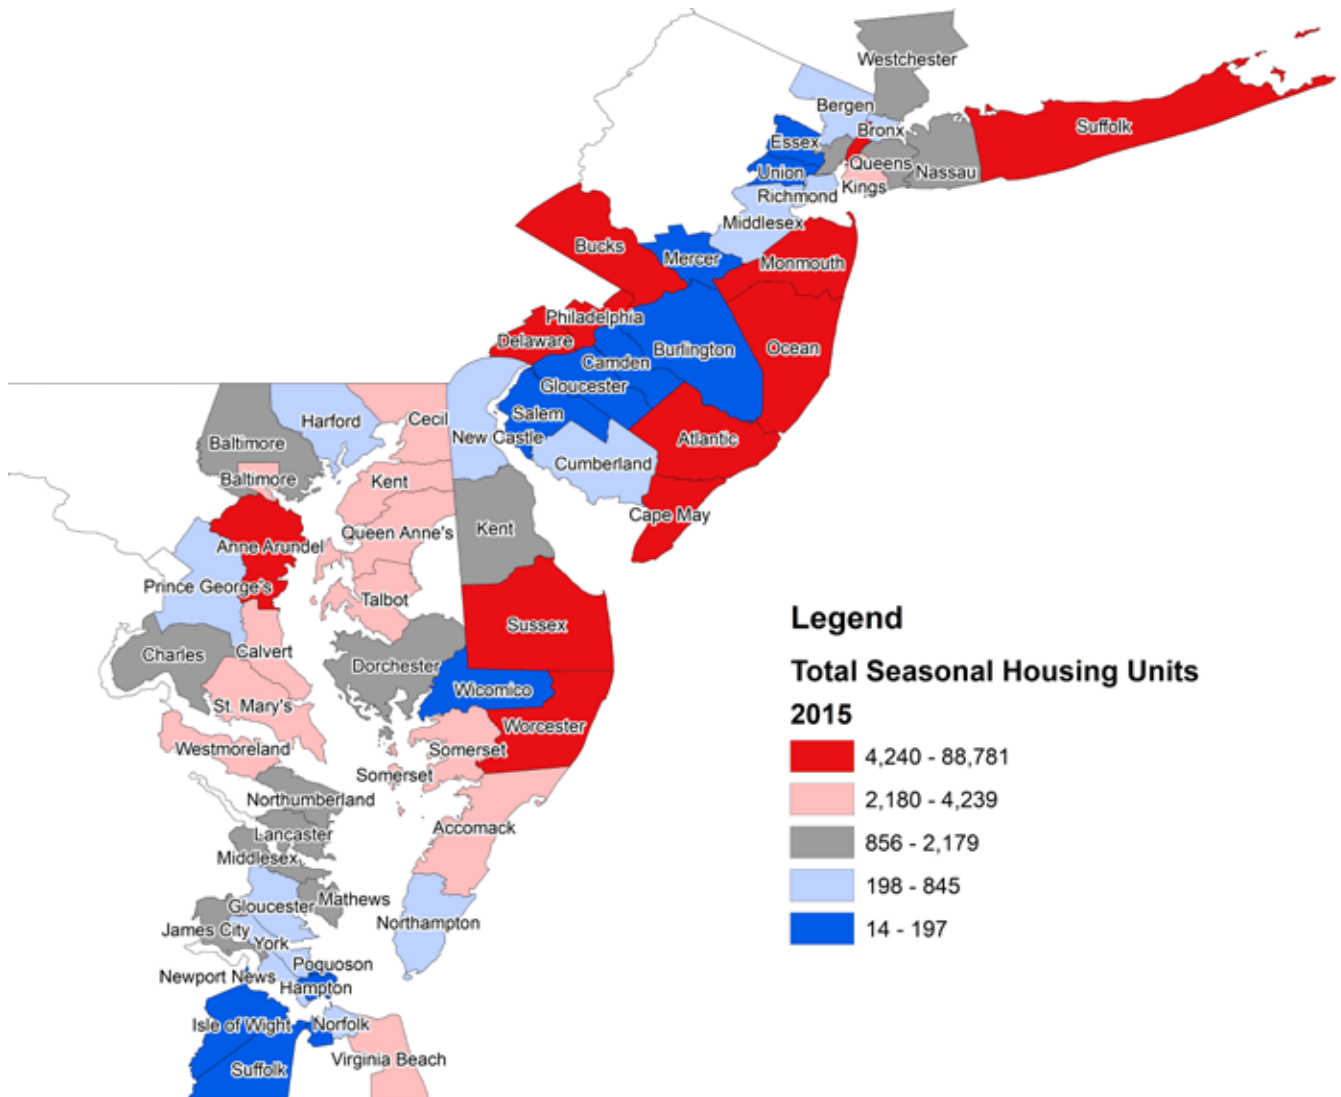 Westchester
Bergen
Suffolk
Bronx
Essex
Queens
Union
Nassau
Kings
Richmond
Middlesex
Bucks
Mercer
Monmouth
Philadelphia
Delaware
Ocean
Burlington
Camden
Gloucester
Salem
Harford
Cecil
New Castle
Atlantic
Baltimore
Cumberland
Baltimore
Kent
Cape May
Kent
Queen Anne's
Anne Arundel
Prince George's
Talbot
Legend
Sussex
Calvert
Charles
Dorchester
Total Seasonal Housing Units
Wicomico
St. Mary's
2015
Worcester
Westmoreland
Somerset
4,240 - 88,781
Somerset
Northumberland
2,180 - 4,239
Accomack
Lancaster
856 - 2,179
Middlesex
198 - 845
Mathews
Gloucester
Northampton
James City
14 - 197
York
Poquoson
Newport News
Hampton
Isle of Wight
Norfolk
Virginia Beach
Suffolk